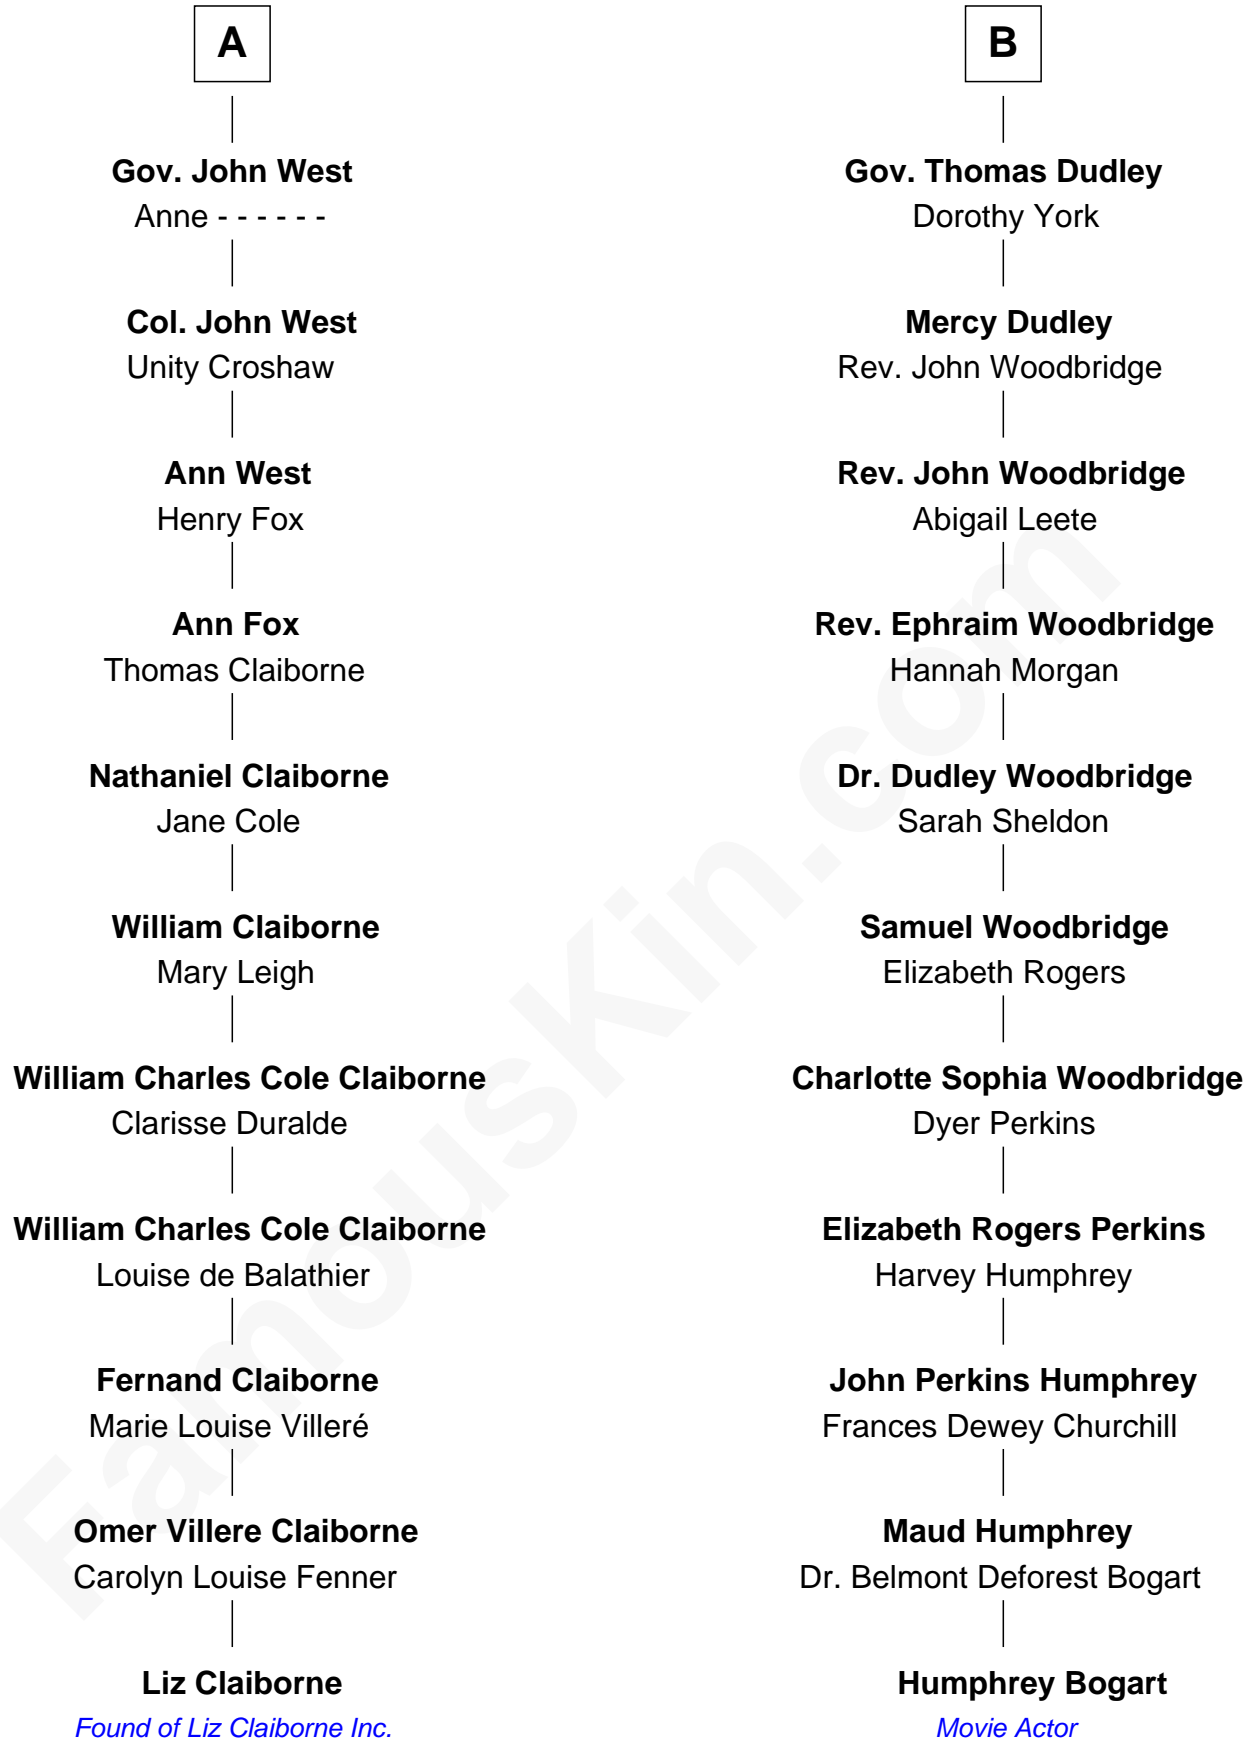 A
Gov. John West
Anne - - - - - -
Col. John West
Unity Croshaw
Ann West
Henry Fox
Ann Fox
Thomas Claiborne
Nathaniel Claiborne
Jane Cole
William Claiborne
Mary Leigh
William Charles Cole Claiborne
Clarisse Duralde
William Charles Cole Claiborne
Louise de Balathier
Fernand Claiborne
Marie Louise Villeré
Omer Villere Claiborne
Carolyn Louise Fenner
Liz Claiborne
Found of Liz Claiborne Inc.
B
Gov. Thomas Dudley
Dorothy York
Mercy Dudley
Rev. John Woodbridge
Rev. John Woodbridge
Abigail Leete
Rev. Ephraim Woodbridge
Hannah Morgan
Dr. Dudley Woodbridge
Sarah Sheldon
Samuel Woodbridge
Elizabeth Rogers
Charlotte Sophia Woodbridge
Dyer Perkins
Elizabeth Rogers Perkins
Harvey Humphrey
John Perkins Humphrey
Frances Dewey Churchill
Maud Humphrey
Dr. Belmont Deforest Bogart
Humphrey Bogart
Movie Actor
FamousKin.com